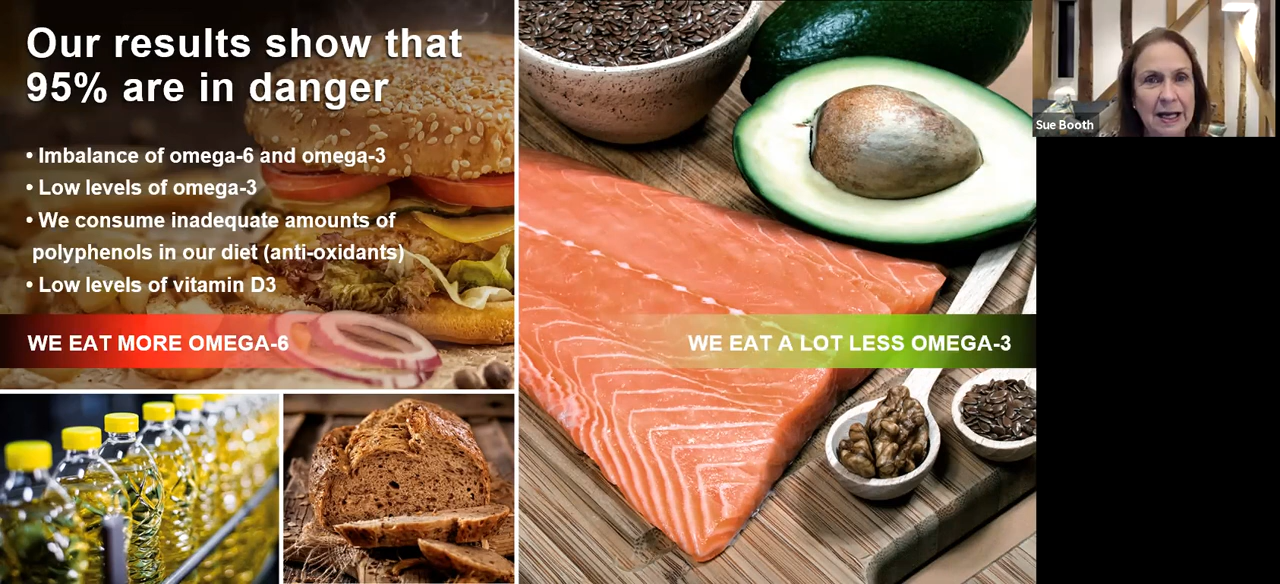 Our results show that
95% are in danger
• Imbalance of omega-6 and omega-3
• Low levels of omega-3
• We consume inadequate amounts of
polyphenols in our diet (anti-oxidants)
• Low levels of vitamin D3
WE EAT MORE OMEGA-6
WE EAT A LOT LESS OMEGA-3
Sue Booth